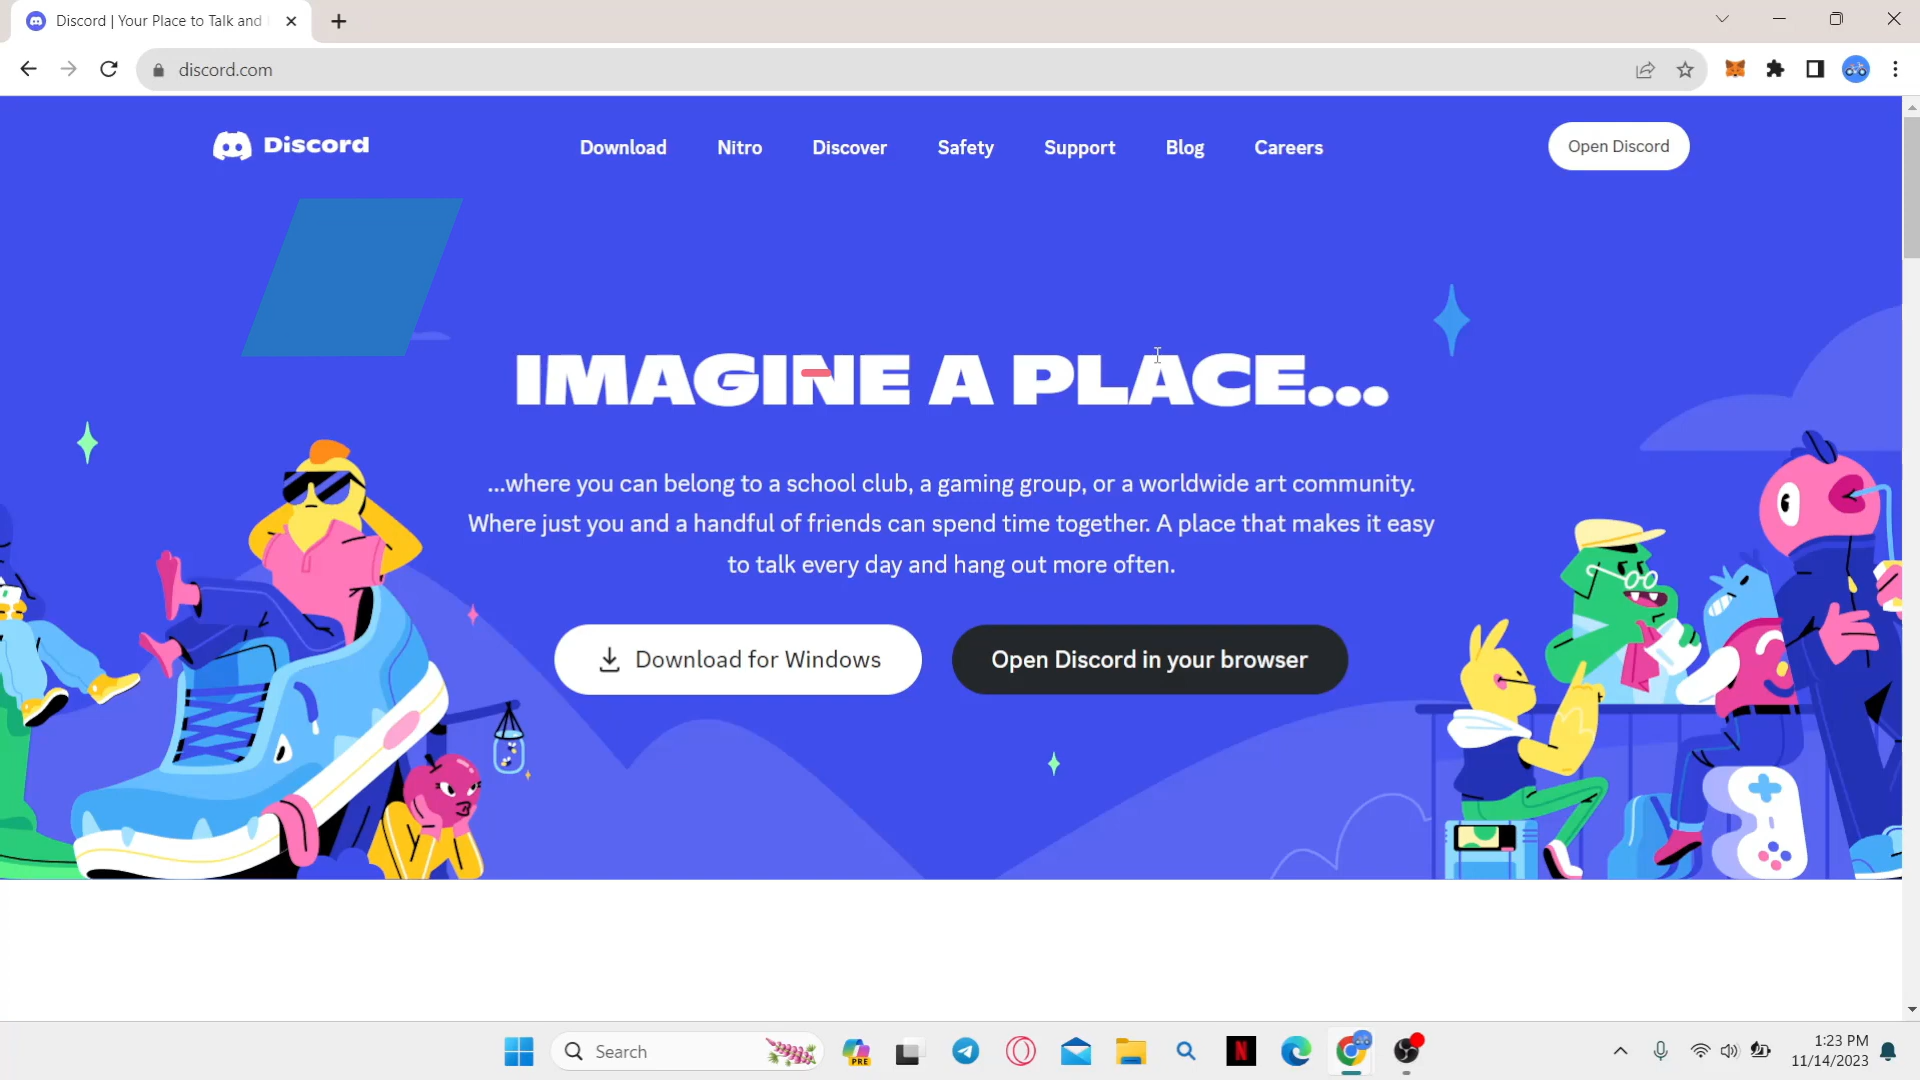 Discord | Your Place to Talk and
discord.com
Discord
Download Nitro Discover Safety Support Blog Careers
Open Discord
IMAGINE A PLACE...
...where you can belong to a school club, a gaming group, or a worldwide art community.
Where just you and a handful of friends can spend time together. A place that makes it easy
to talk every day and hang out more often.
Download for Windows
Open Discord in your browser
Search
PRE
N
1:23 PM
11/14/2023